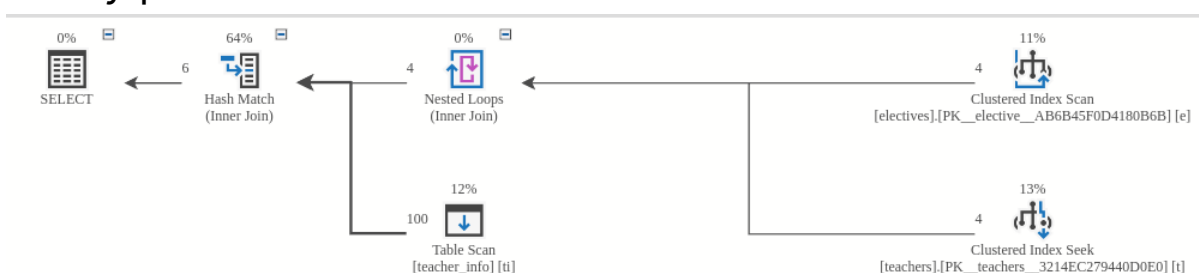 0%
64%
0%
11%
6
4
4
SELECT
Hash Match
(Inner Join)
Nested Loops
(Inner Join)
Clustered Index Scan
[electives].[PK__elective__AB6B45F0D4180B6B] [e]
12%
13%
100
4
Table Scan
[teacher_info] [ti]
Clustered Index Seek
[teachers].[PK__teachers__3214EC279440D0E0] [t]